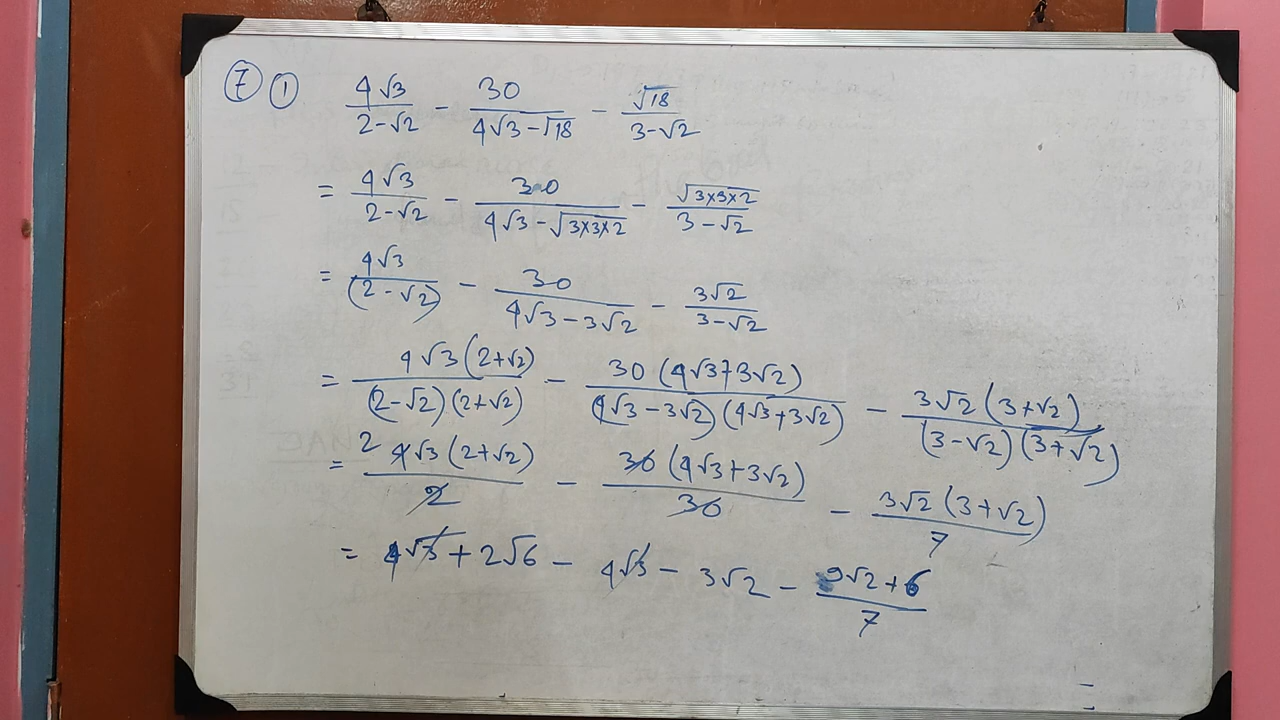 ⑦ ① 4√3/(2-√2) - 30/(4√3-√18) - √18/(3-√2)
= 4√3/(2-√2) - 30/(4√3-√(3×3×2)) - √(3×3×2)/(3-√2)
= 4√3/(2-√2) - 30/(4√3-3√2) - 3√2/(3-√2)
= 4√3(2+√2)/(2-√2)(2+√2) - 30(4√3+3√2)/(4√3-3√2)(4√3+3√2) - 3√2(3+√2)/(3-√2)(3+√2)
= 2 4√3(2+√2)/2 - 30(4√3+3√2)/30 - 3√2(3+√2)/7
= 4√3+2√6 - 4√3 - 3√2 - (9√2+6)/7